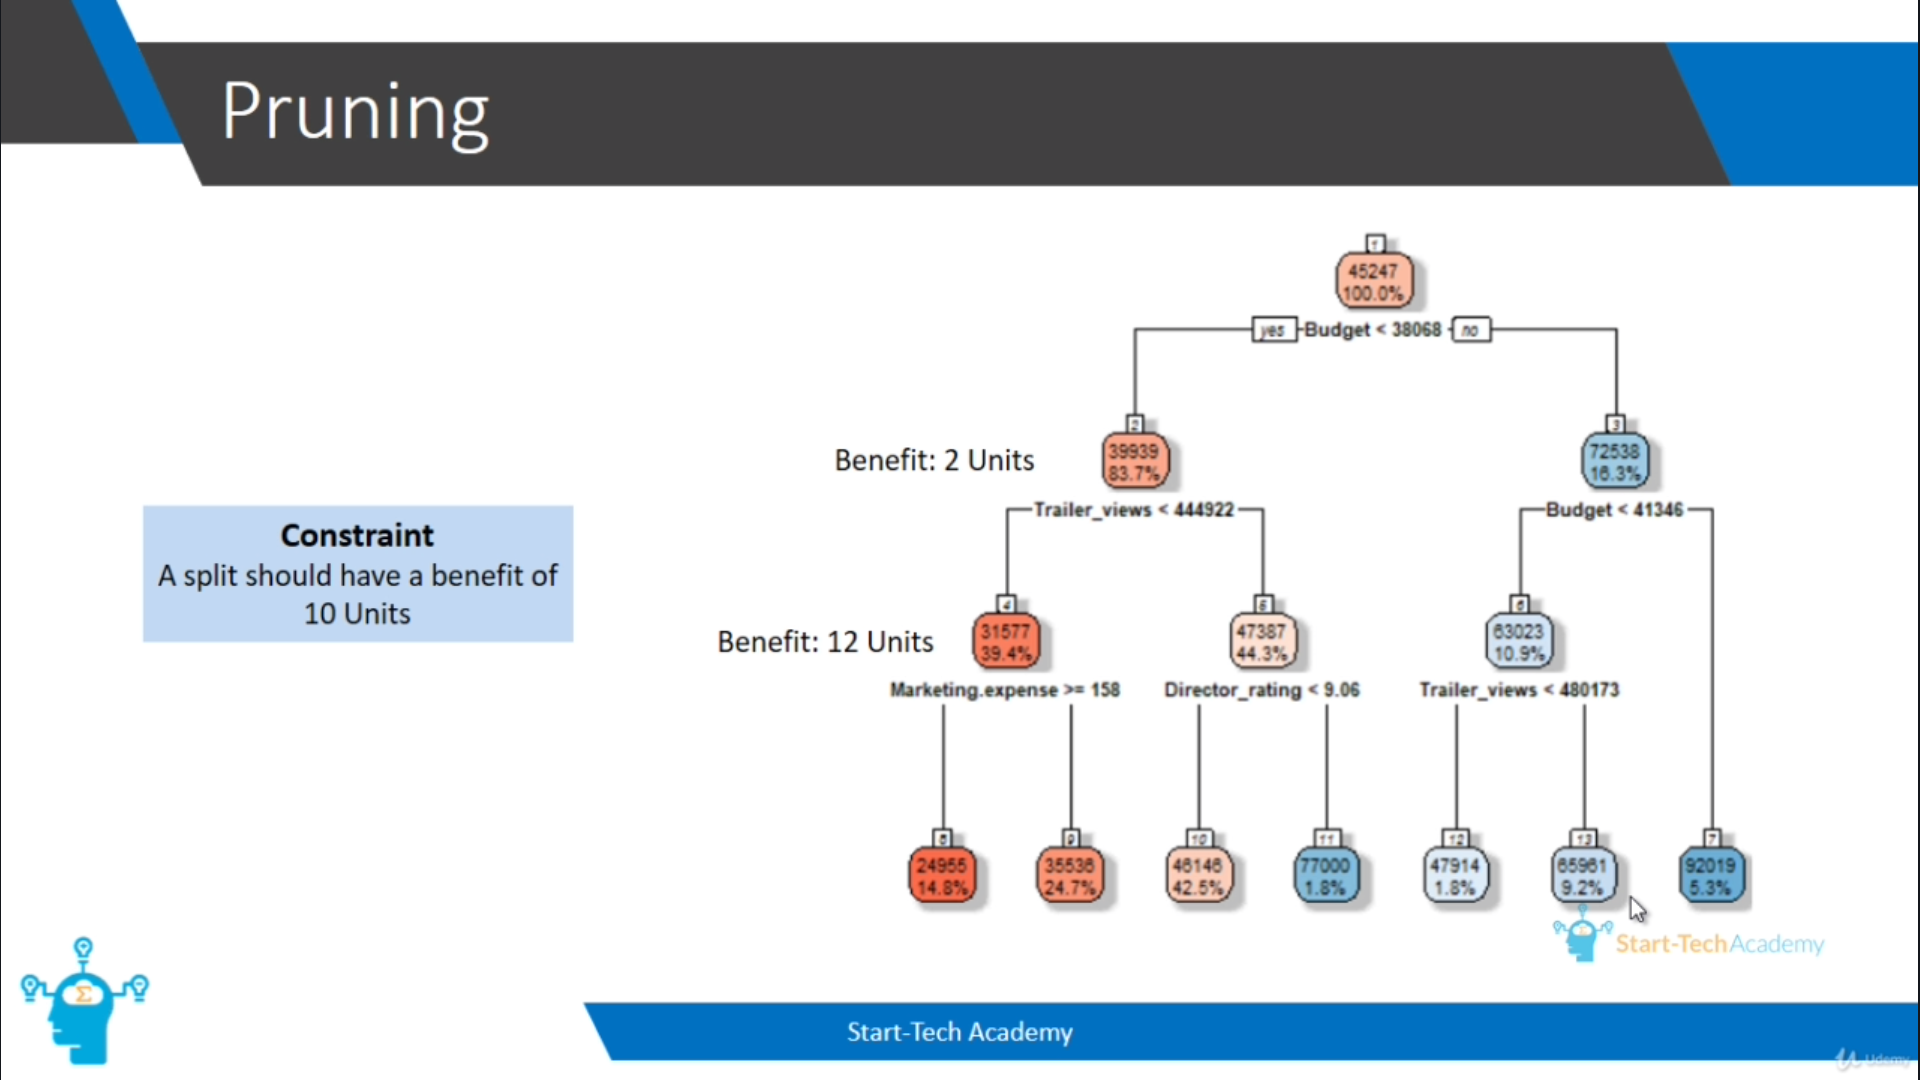 Pruning
1
45247
100.0%
yes Budget < 38068 no
2
3
Benefit: 2 Units
39939
83.7%
72538
16.3%
Trailer_views < 444922
Budget < 41346
Constraint
A split should have a benefit of
10 Units
4
6
Benefit: 12 Units
31577
39.4%
47387
44.3%
63023
10.9%
Marketing.expense >= 158
Director_rating < 9.06
Trailer_views < 480173
8
9
10
11
12
13
7
24955
14.8%
35536
24.7%
46146
42.5%
77000
1.8%
47914
1.8%
65961
9.2%
92019
5.3%
Start-Tech Academy
Σ
Start-Tech Academy
Udemy